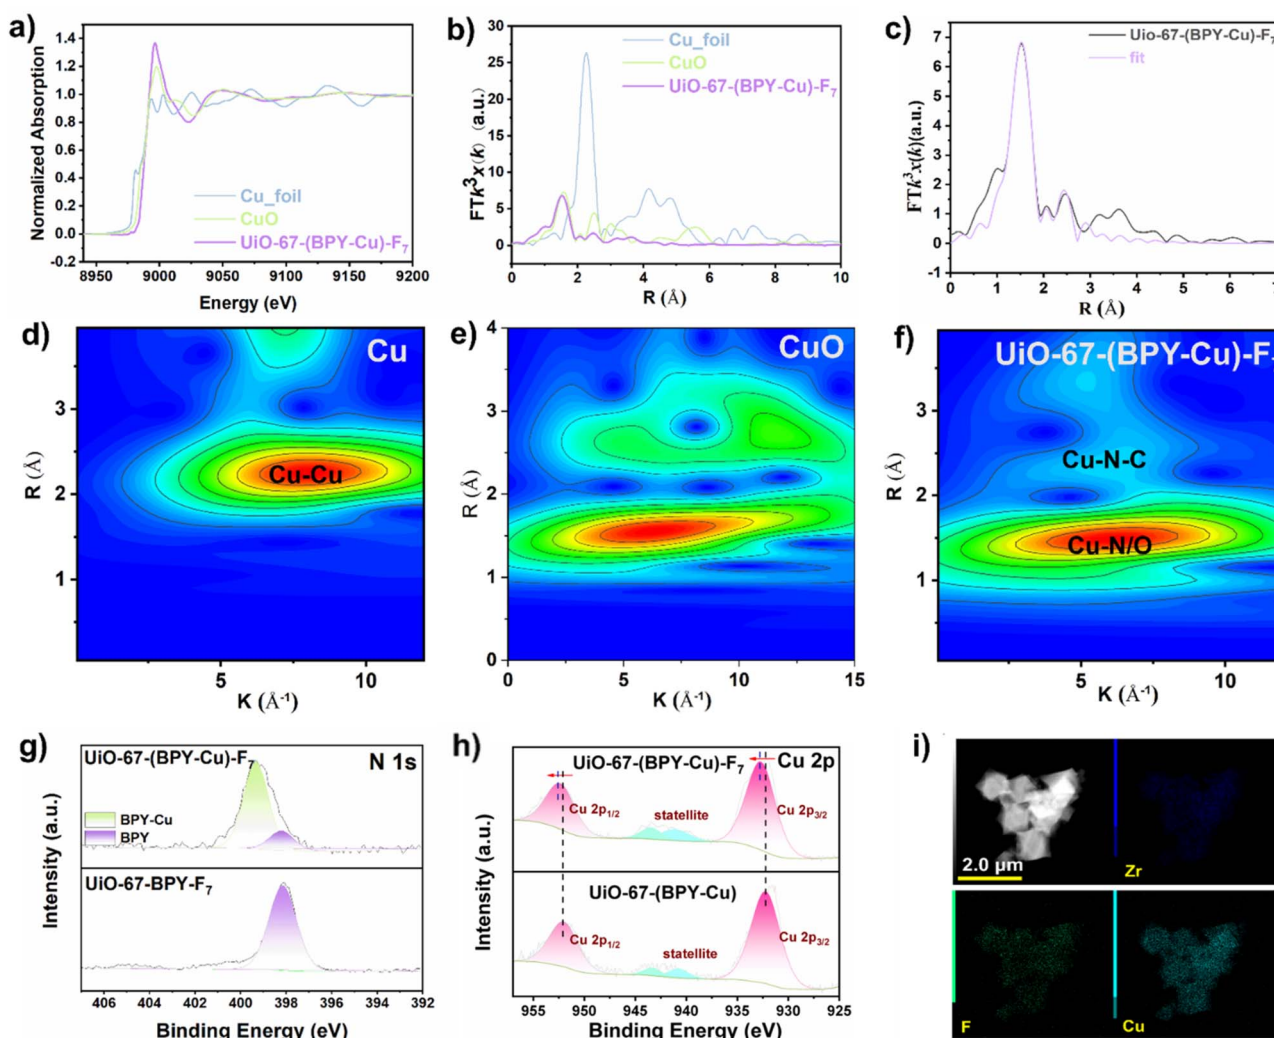 a)
1.4
1.2
1.0
0.8
0.6
0.4
0.2
0.0
-0.2
Normalized Absorption
Cu_foil
CuO
UiO-67-(BPY-Cu)-F7
8950 9000 9050 9100 9150 9200
Energy (eV)
b)
30
25
20
15
10
5
0
FTk³χ(k) (a.u.)
Cu_foil
CuO
UiO-67-(BPY-Cu)-F7
0 2 4 6 8 10
R (Å)
c)
7
6
5
4
3
2
1
0
-1
FTk³x(k)(a.u.)
Uio-67-(BPY-Cu)-F7
fit
0 1 2 3 4 5 6 7
R (Å)
d)
Cu
3
2
1
R (Å)
Cu-Cu
5 10
K (Å⁻¹)
e)
CuO
4
3
2
1
0
R (Å)
0 5 10 15
K (Å⁻¹)
f)
UiO-67-(BPY-Cu)-F
3
2
1
R (Å)
Cu-N-C
Cu-N/O
5 10
K (Å⁻¹)
g)
N 1s
UiO-67-(BPY-Cu)-F7
BPY-Cu
BPY
UiO-67-BPY-F7
Intensity (a.u.)
406 404 402 400 398 396 394 392
Binding Energy (eV)
h)
UiO-67-(BPY-Cu)-F7
Cu 2p
Cu 2p1/2
statellite
Cu 2p3/2
UiO-67-(BPY-Cu)
Cu 2p1/2
statellite
Cu 2p3/2
Intensity (a.u.)
955 950 945 940 935 930 925
Binding Energy (eV)
i)
2.0 μm
Zr
F
Cu